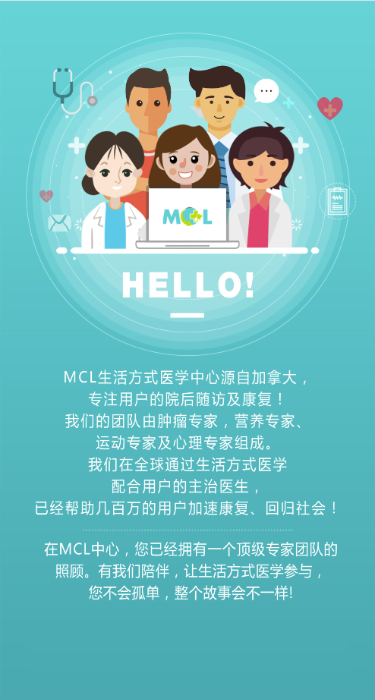 MCL
HELLO!
MCL生活方式医学中心源自加拿大，
专注用户的院后随访及康复！
我们的团队由肿瘤专家，营养专家、
运动专家及心理专家组成。
我们在全球通过生活方式医学
配合用户的主治医生，
已经帮助几百万的用户加速康复、回归社会！
在MCL中心，您已经拥有一个顶级专家团队的
照顾。有我们陪伴，让生活方式医学参与，
您不会孤单，整个故事会不一样!